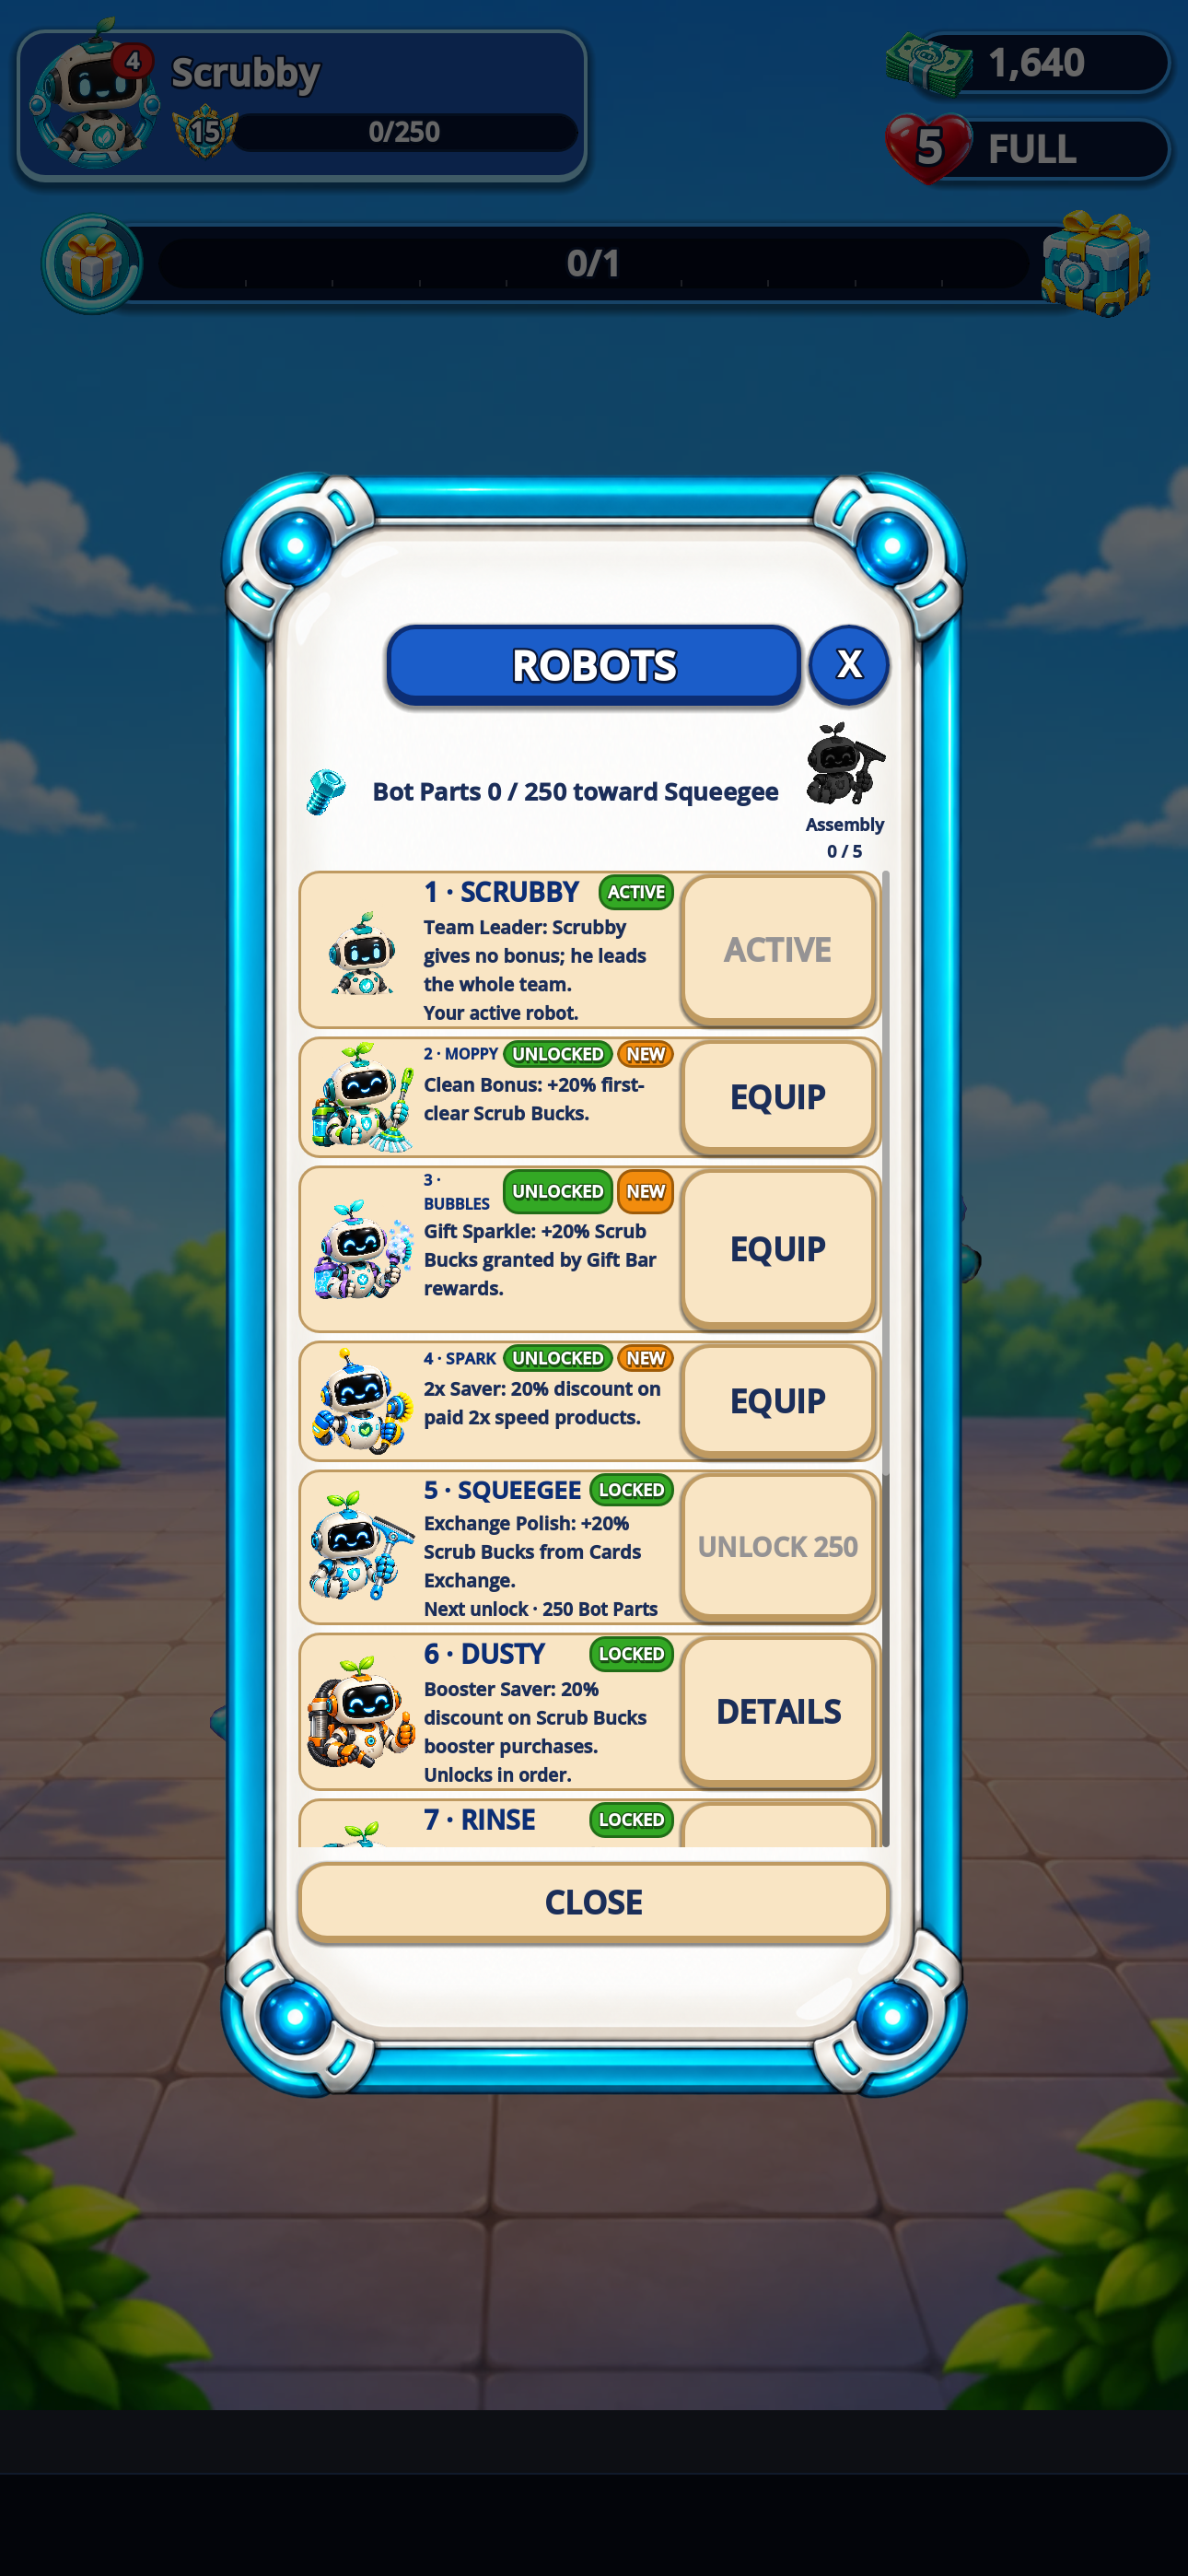 4
Scrubby
15
0/250
1,640
5
FULL
0/1
ROBOTS
X
Bot Parts 0 / 250 toward Squeegee
Assembly
0 / 5
1 · SCRUBBY
ACTIVE
Team Leader: Scrubby
gives no bonus; he leads
the whole team.
Your active robot.
ACTIVE
2 · MOPPY
UNLOCKED
NEW
Clean Bonus: +20% first-
clear Scrub Bucks.
EQUIP
3 ·
BUBBLES
UNLOCKED
NEW
Gift Sparkle: +20% Scrub
Bucks granted by Gift Bar
rewards.
EQUIP
4 · SPARK
UNLOCKED
NEW
2x Saver: 20% discount on
paid 2x speed products.
EQUIP
5 · SQUEEGEE
LOCKED
Exchange Polish: +20%
Scrub Bucks from Cards
Exchange.
Next unlock · 250 Bot Parts
UNLOCK 250
6 · DUSTY
LOCKED
Booster Saver: 20%
discount on Scrub Bucks
booster purchases.
Unlocks in order.
DETAILS
7 · RINSE
LOCKED
CLOSE